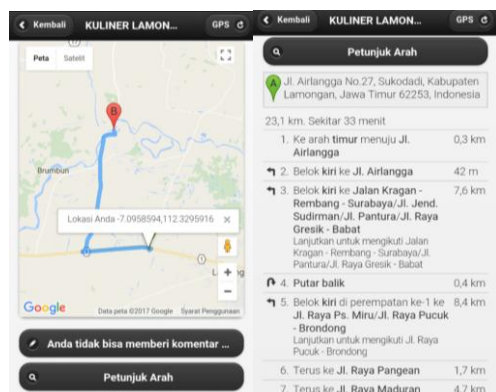 Kembali KULINER LAMON... GPS
Peta Satelit
B
Brumbun
Lokasi Anda -7.0958594,112.3295916 ×
+
−
Google Data peta ©2017 Google Syarat Penggunaan
Anda tidak bisa memberi komentar ...
Petunjuk Arah
Kembali KULINER LAMON... GPS
Petunjuk Arah
A Jl. Airlangga No.27, Sukodadi, Kabupaten
Lamongan, Jawa Timur 62253, Indonesia
23,1 km. Sekitar 33 menit
1. Ke arah timur menuju Jl. 0,3 km
Airlangga
2. Belok kiri ke Jl. Airlangga 42 m
3. Belok kiri ke Jalan Kragan - 7,6 km
Rembang - Surabaya/Jl. Jend.
Sudirman/Jl. Pantura/Jl. Raya
Gresik - Babat
Lanjutkan untuk mengikuti Jalan
Kragan - Rembang - Surabaya/Jl.
Pantura/Jl. Raya Gresik - Babat
4. Putar balik 0,4 km
5. Belok kiri di perempatan ke-1 ke 8,4 km
Jl. Raya Ps. Miru/Jl. Raya Pucuk
- Brondong
Lanjutkan untuk mengikuti Jl. Raya
Pucuk - Brondong
6. Terus ke Jl. Raya Pangean 1,7 km
7. Terus ke Jl. Raya Maduran 4,7 km